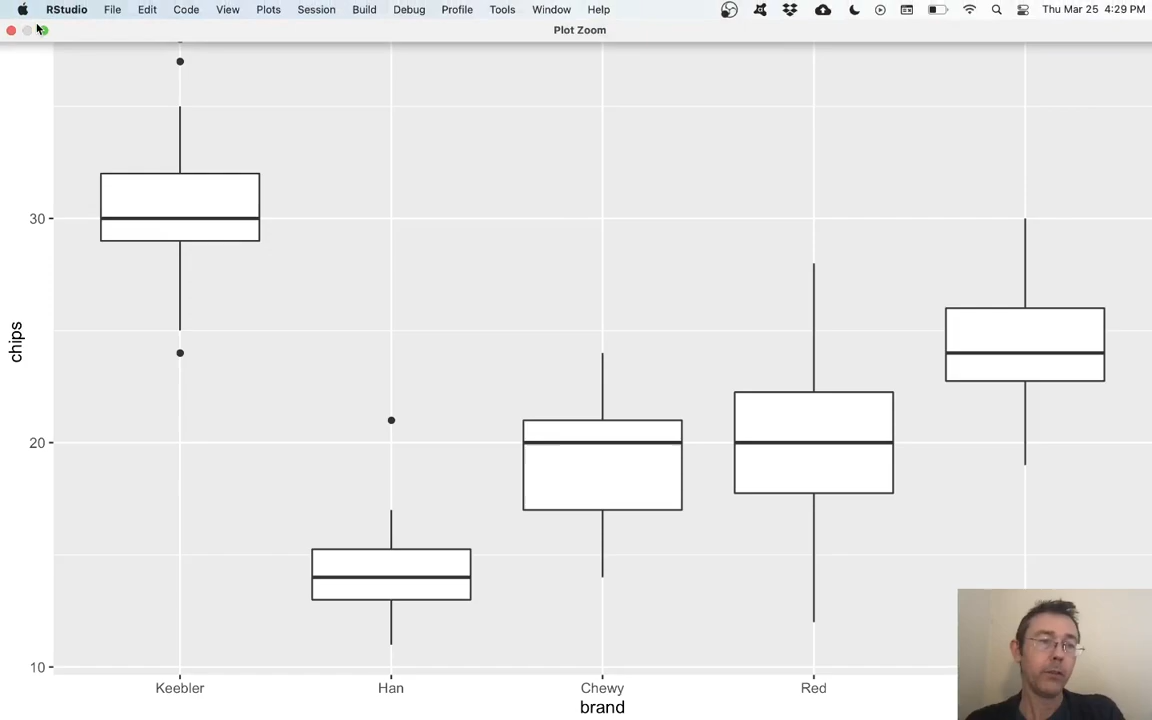 RStudio File Edit Code View Plots Session Build Debug Profile Tools Window Help Thu Mar 25 4:29 PM
Plot Zoom
30
chips
20
10
Keebler Han Chewy Red
brand